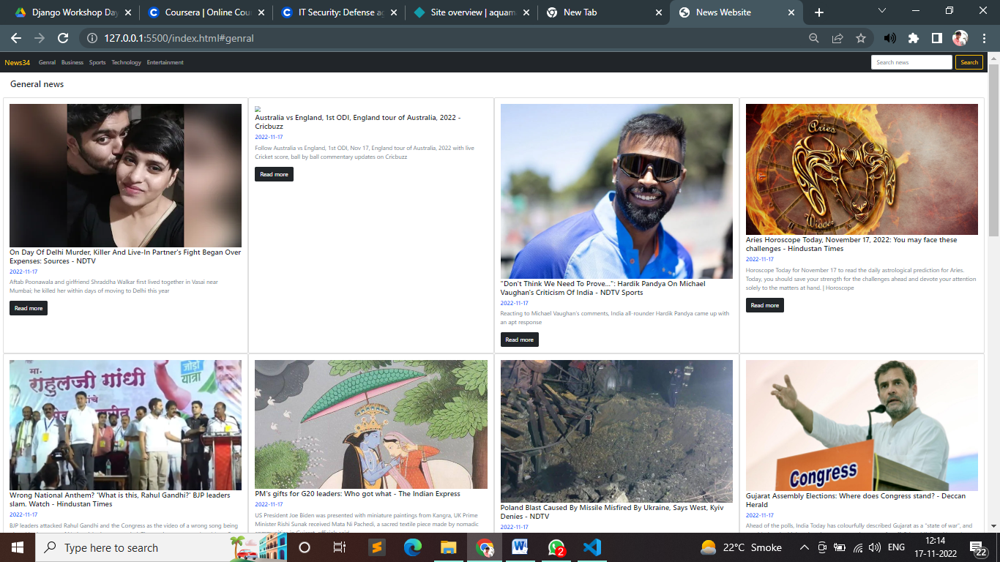 Django Workshop Day
Coursera | Online Cou
IT Security: Defense ag
Site overview | aquama
New Tab
News Website
127.0.0.1:5500/index.html#genral
News34 Genral Business Sports Technology Entertainment Search news Search
General news
On Day Of Delhi Murder, Killer And Live-In Partner's Fight Began Over
Expenses: Sources - NDTV
2022-11-17
Aftab Poonawala and girlfriend Shraddha Walkar first lived together in Vasai near
Mumbai; he killed her within days of moving to Delhi this year
Read more
Australia vs England, 1st ODI, England tour of Australia, 2022 -
Cricbuzz
2022-11-17
Follow Australia vs England, 1st ODI, Nov 17, England tour of Australia, 2022 with live
Cricket score, ball by ball commentary updates on Cricbuzz
Read more
"Don't Think We Need To Prove...": Hardik Pandya On Michael
Vaughan's Criticism Of India - NDTV Sports
2022-11-17
Reacting to Michael Vaughan's comments, India all-rounder Hardik Pandya came up with
an apt response
Read more
Aries
Widder
Aries Horoscope Today, November 17, 2022: You may face these
challenges - Hindustan Times
2022-11-17
Horoscope Today for November 17 to read the daily astrological prediction for Aries.
Today, you should save your strength for the challenges ahead and devote your attention
solely to the matters at hand. | Horoscope
Read more
मा.
राहुलजी गांधी
यांचे
जोड़ो
यात्रा
Wrong National Anthem? 'What is this, Rahul Gandhi?' BJP leaders
slam. Watch - Hindustan Times
2022-11-17
BJP leaders attacked Rahul Gandhi and the Congress as the video of a wrong song being
PM's gifts for G20 leaders: Who got what - The Indian Express
2022-11-17
US President Joe Biden was presented with miniature paintings from Kangra, UK Prime
Minister Rishi Sunak received Mata Ni Pachedi, a sacred textile piece made by nomadic
Poland Blast Caused By Missile Misfired By Ukraine, Says West, Kyiv
Denies - NDTV
2022-11-17
Congress
Gujarat Assembly Elections: Where does Congress stand? - Deccan
Herald
2022-11-17
Ahead of the polls, India Today has colourfully described Gujarat as a "state of war", and
Type here to search
2
22°C Smoke
ENG
12:14
17-11-2022
22